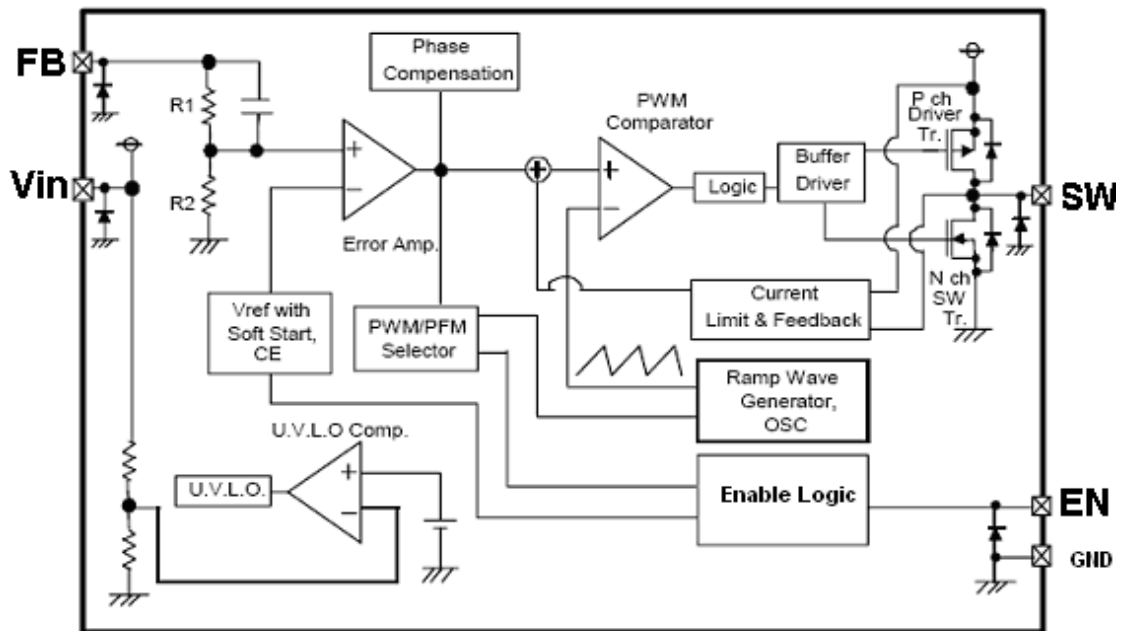 FB
Phase
Compensation
R1
PWM
Comparator
P ch
Driver
Tr.
+
+
+
Buffer
Driver
Vin
−
Logic
SW
R2
−
Error Amp.
N ch
SW
Tr.
Vref with
Soft Start,
CE
PWM/PFM
Selector
Current
Limit & Feedback
Ramp Wave
Generator,
OSC
U.V.L.O Comp.
+
U.V.L.O.
−
Enable Logic
EN
GND